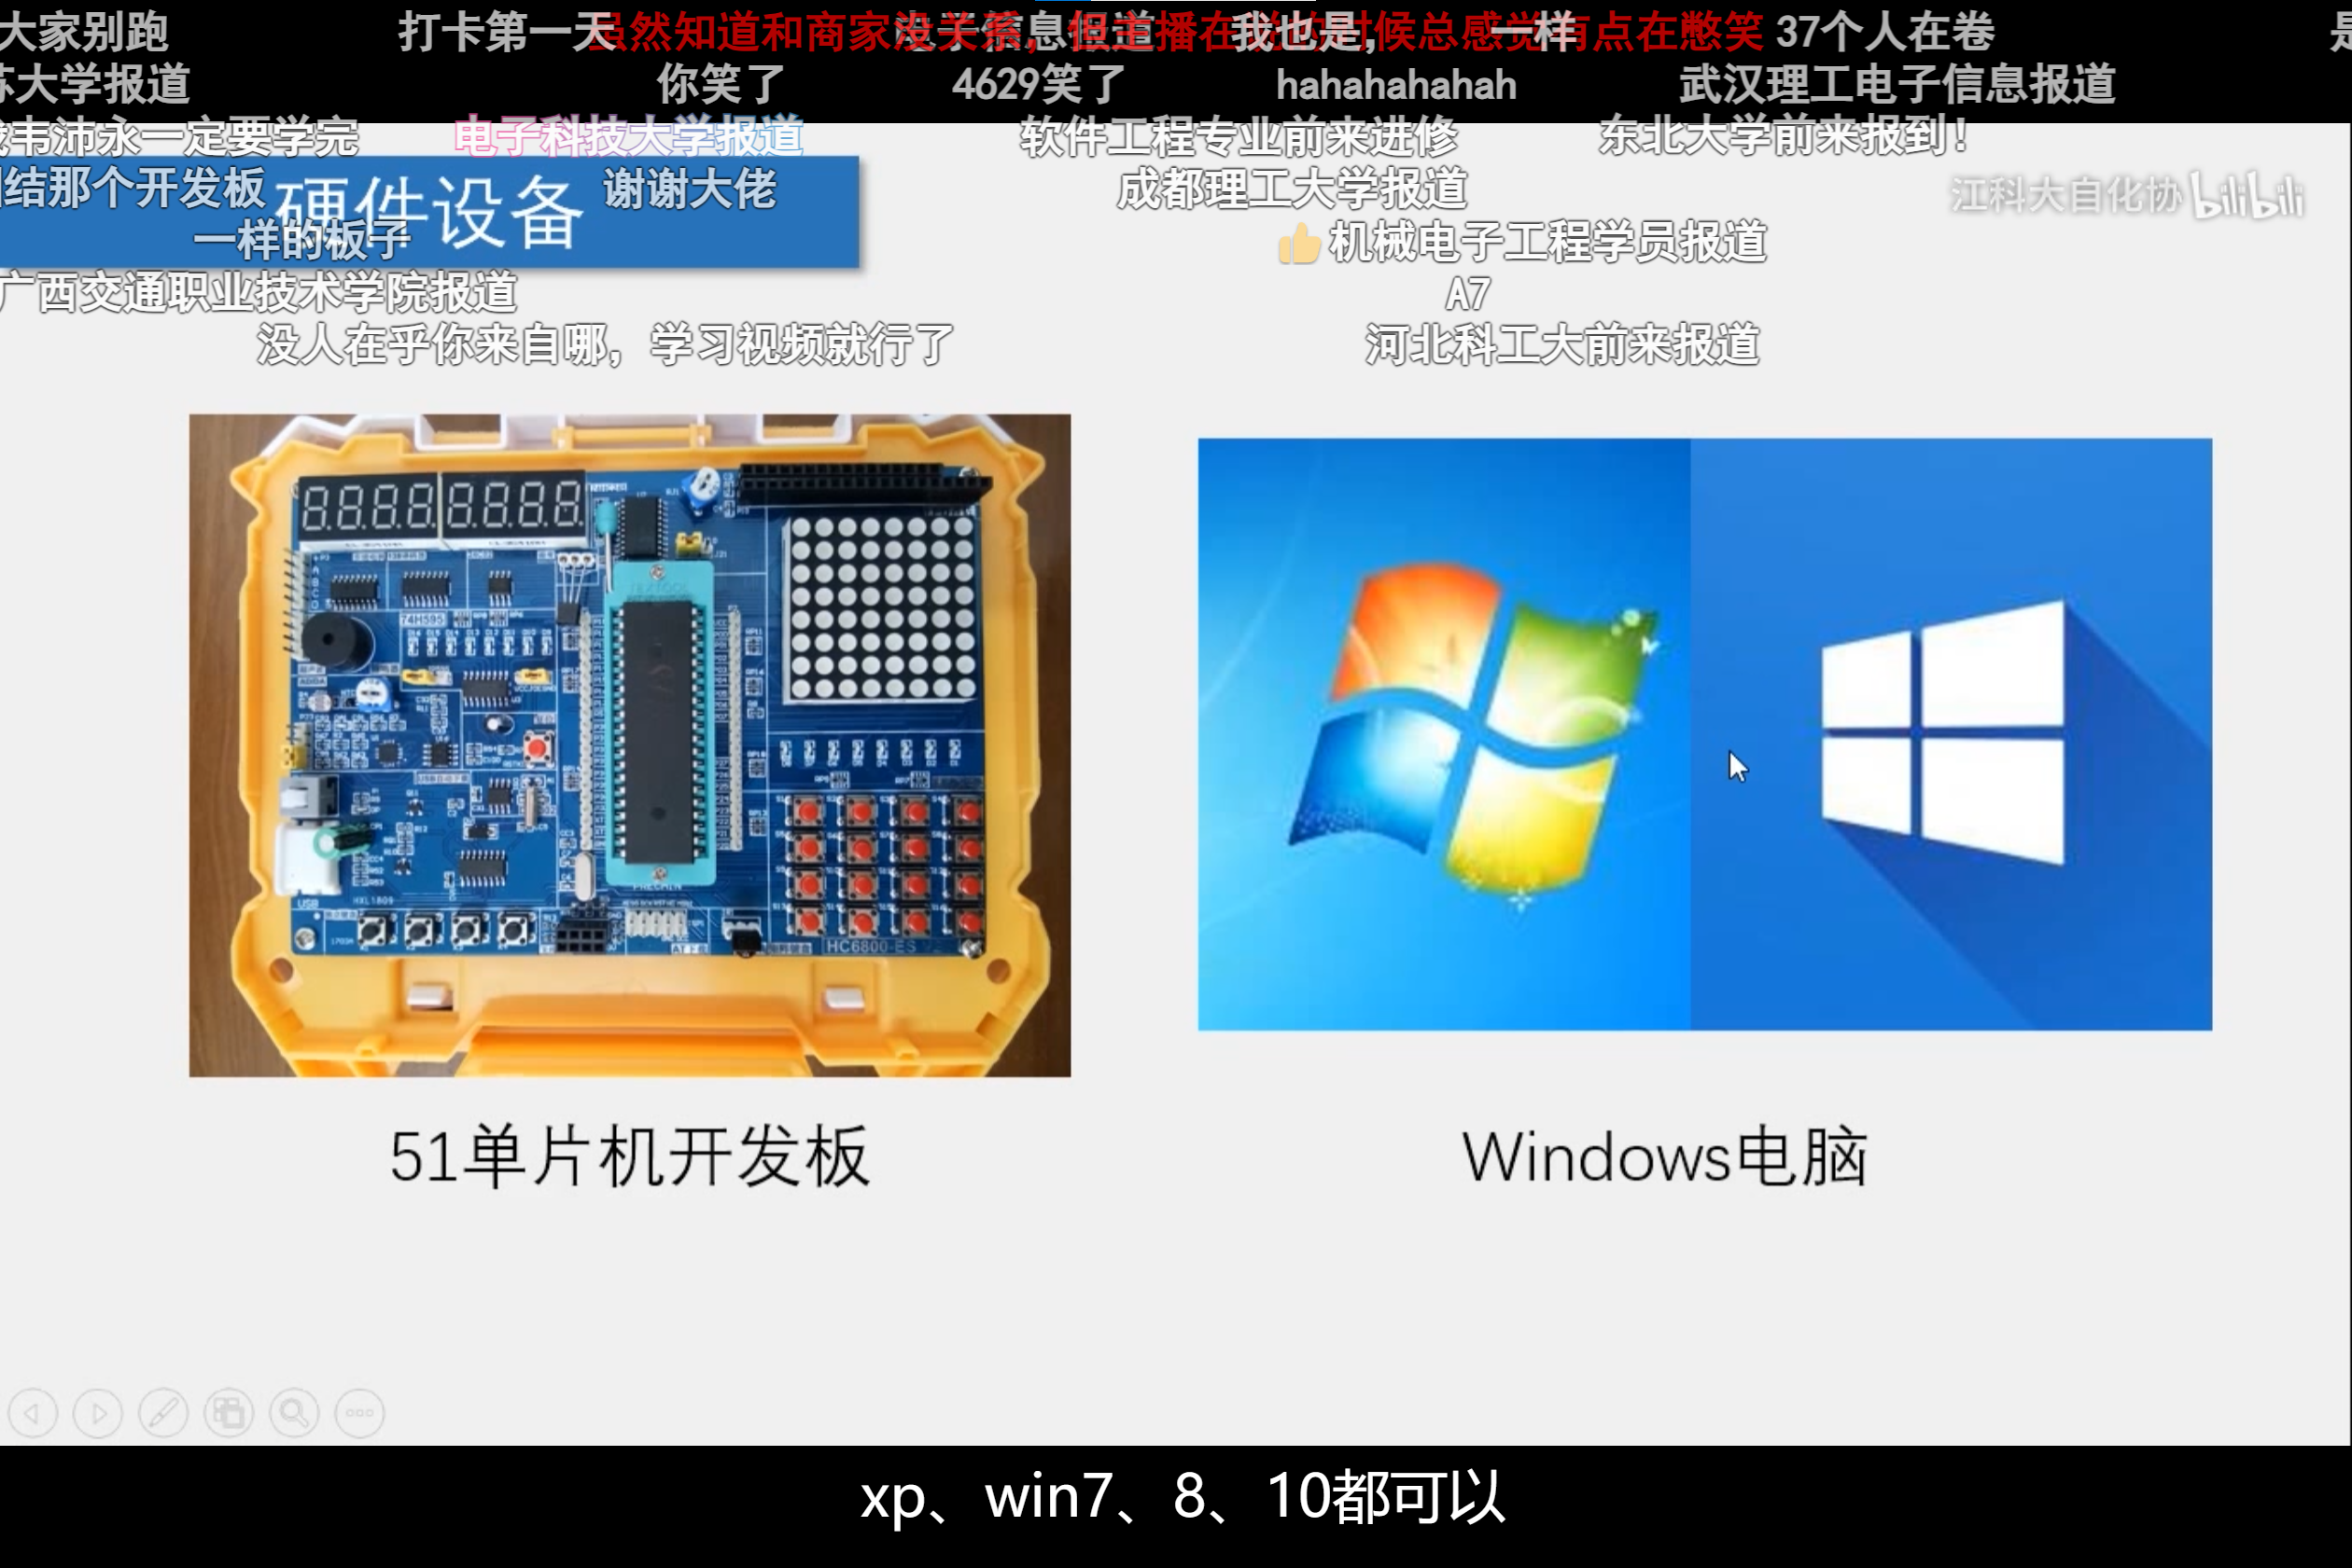 大家别跑 打卡第一天 虽然知道和商家没关系，但主播在说的时候总感觉有点在憋笑 我也是， 一样 37个人在卷
苏大学报道 你笑了 4629笑了 hahahahahah 武汉理工电子信息报道
韦沛永一定要学完 电子科技大学报道 软件工程专业前来进修 东北大学前来报到！
结那个开发板 硬件设备 谢谢大佬 成都理工大学报道 江科大自化协 bilibili
一样的板子 机械电子工程学员报道
广西交通职业技术学院报道 A7
没人在乎你来自哪，学习视频就行了 河北科工大前来报道
74H595
ADDA
USB
HXL1809
PRECHIN
HC6800-ES
51单片机开发板 Windows电脑
xp、win7、8、10都可以